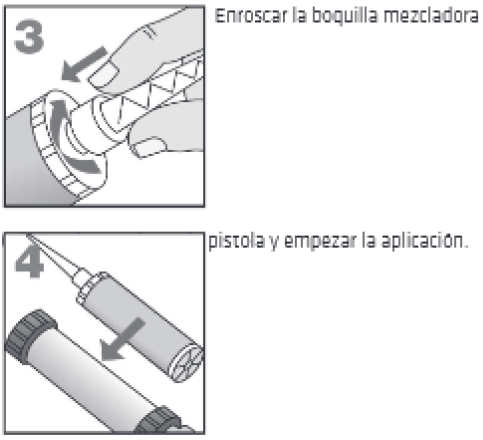 3
Enroscar la boquilla mezcladora
4
pistola y empezar la aplicación.